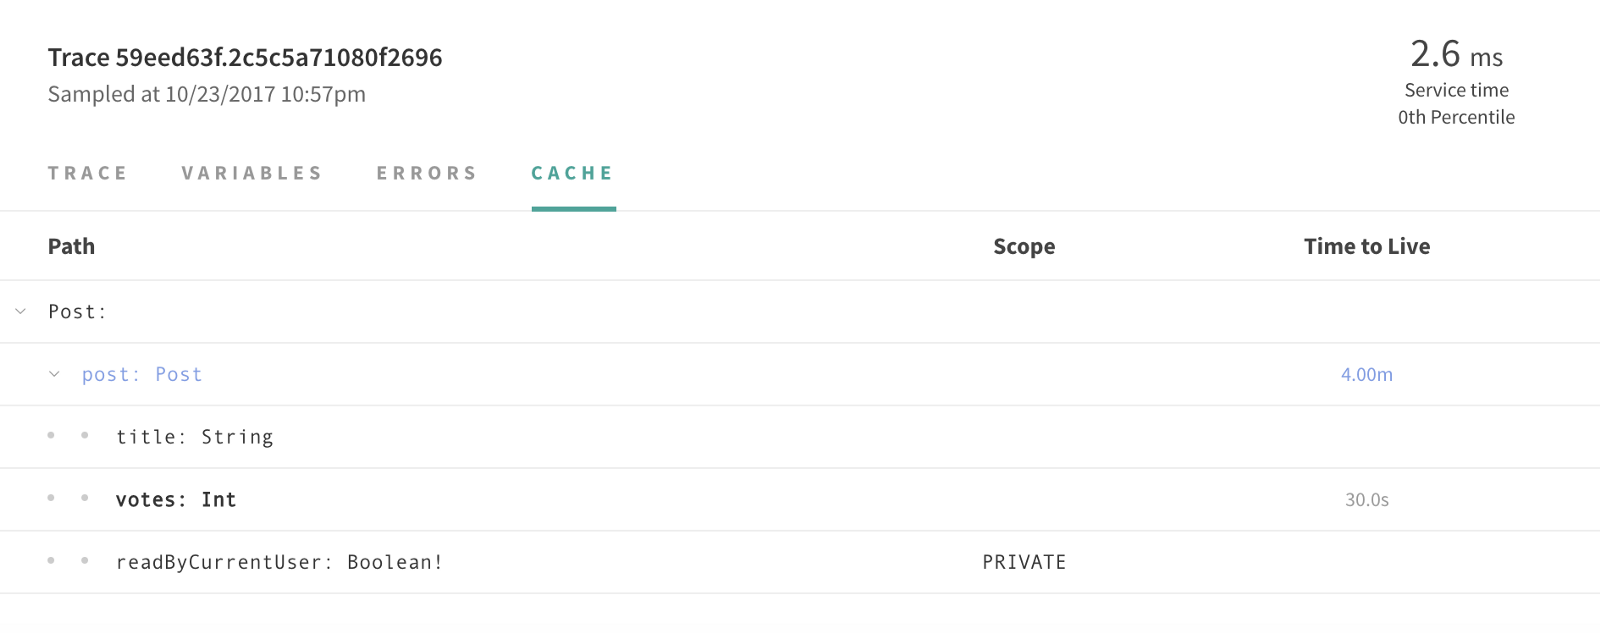 Trace 59eed63f.2c5c5a71080f2696
Sampled at 10/23/2017 10:57pm
2.6 ms
Service time
0th Percentile
TRACE VARIABLES ERRORS CACHE
Path Scope Time to Live
Post:
post: Post 4.00m
title: String
votes: Int 30.0s
readByCurrentUser: Boolean! PRIVATE